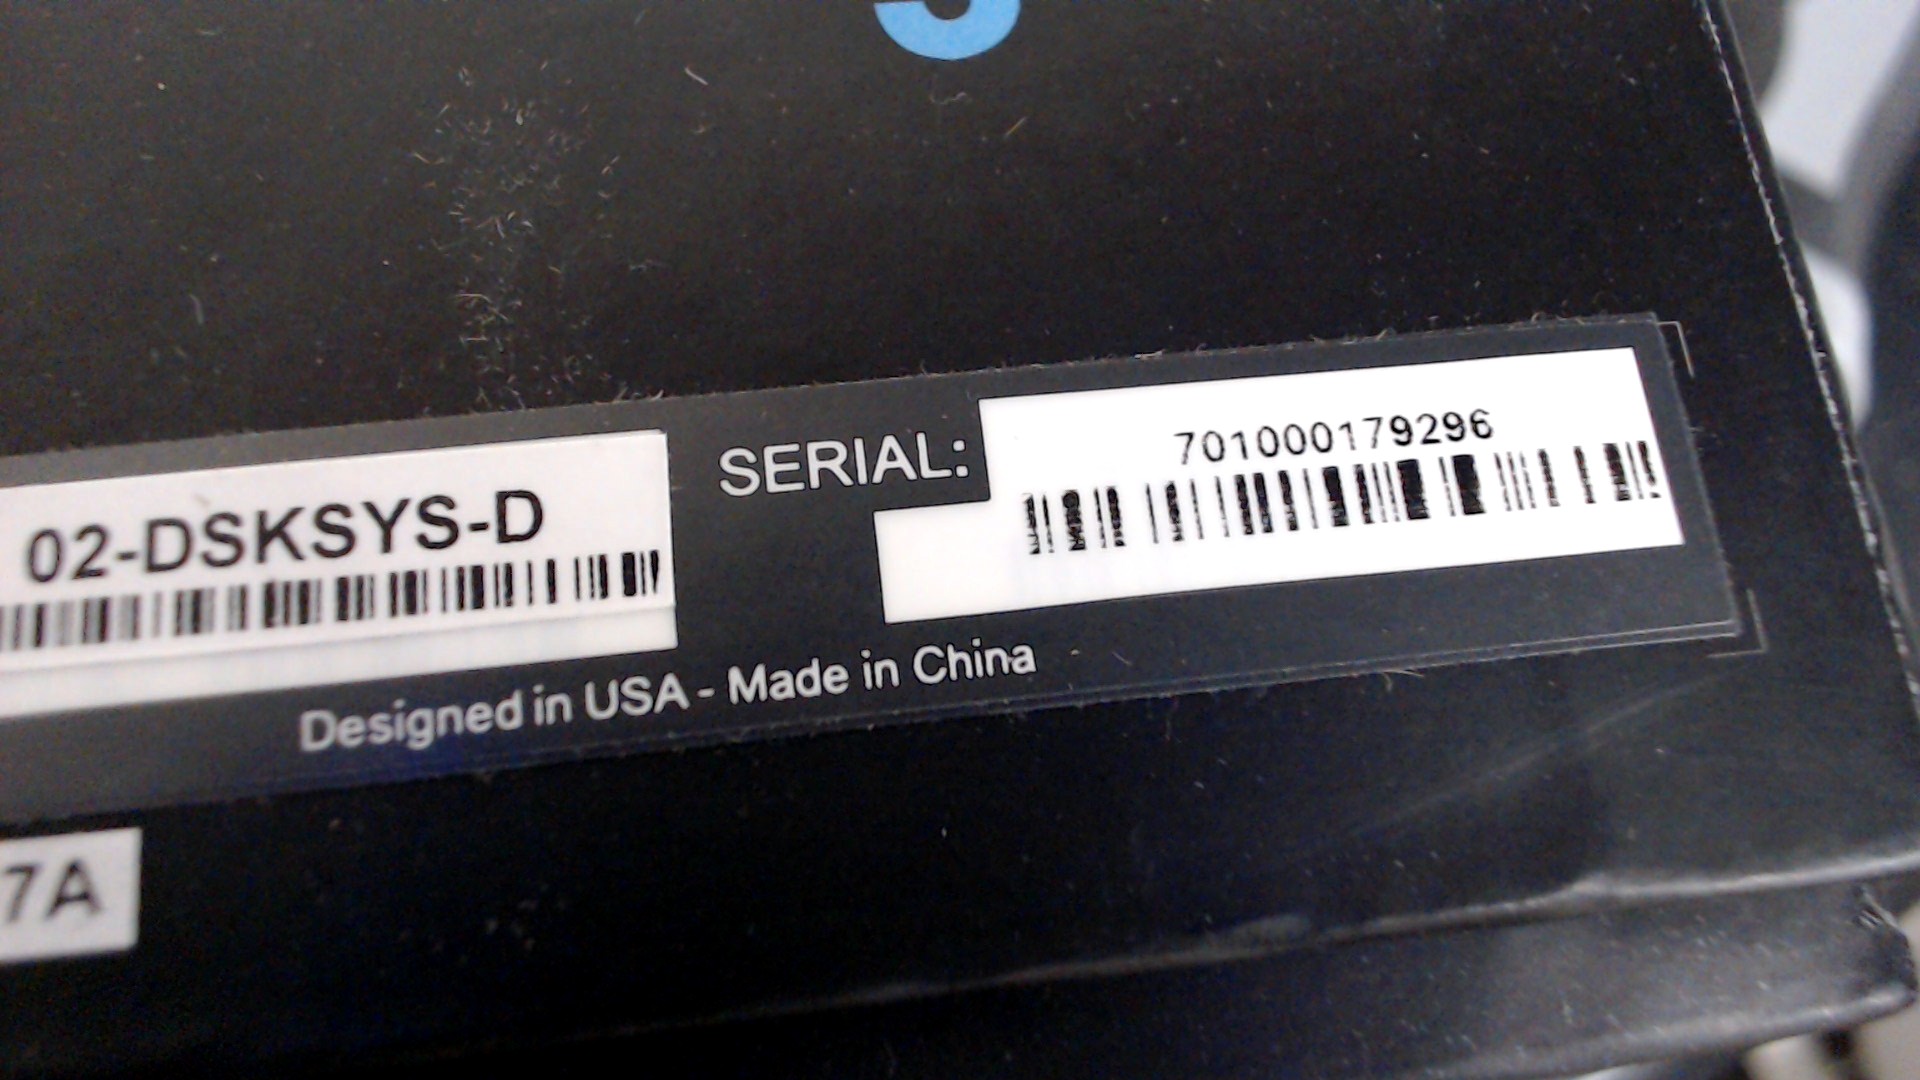 SERIAL: 701000179296
02-DSKSYS-D
Designed in USA - Made in China
7A